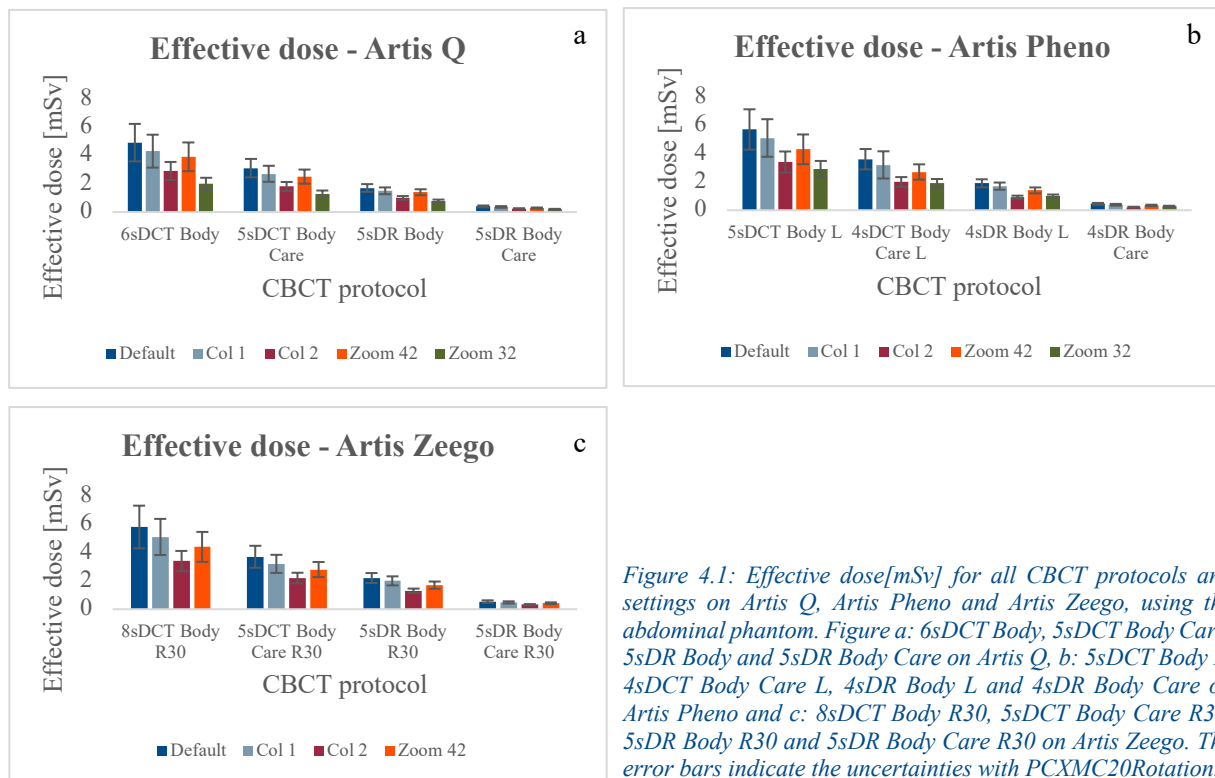 Effective dose - Artis Q
a
Effective dose [mSv]
8
6
4
2
0
6sDCT Body
5sDCT Body
Care
5sDR Body
5sDR Body
Care
CBCT protocol
Default
Col 1
Col 2
Zoom 42
Zoom 32
Effective dose - Artis Pheno
b
Effective dose [mSv]
8
6
4
2
0
5sDCT Body L
4sDCT Body
Care L
4sDR Body L
4sDR Body
Care
CBCT protocol
Default
Col 1
Col 2
Zoom 42
Zoom 32
Effective dose - Artis Zeego
c
Effective dose [mSv]
8
6
4
2
0
8sDCT Body
R30
5sDCT Body
Care R30
5sDR Body
R30
5sDR Body
Care R30
CBCT protocol
Default
Col 1
Col 2
Zoom 42
Figure 4.1: Effective dose[mSv] for all CBCT protocols
settings on Artis Q, Artis Pheno and Artis Zeego, using
abdominal phantom. Figure a: 6sDCT Body, 5sDCT Body
5sDR Body and 5sDR Body Care on Artis Q, b: 5sDCT Body
4sDCT Body Care L, 4sDR Body L and 4sDR Body Care
Artis Pheno and c: 8sDCT Body R30, 5sDCT Body Care
5sDR Body R30 and 5sDR Body Care R30 on Artis Zeego.
error bars indicate the uncertainties with